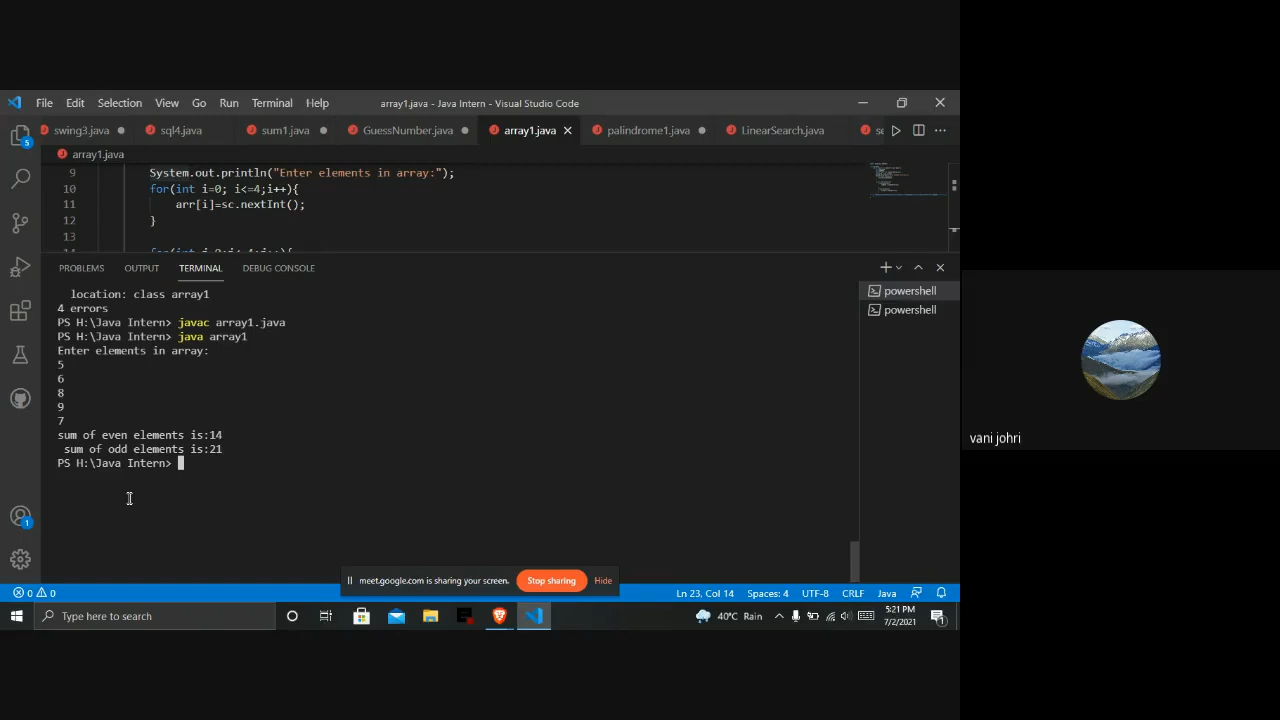 File Edit Selection View Go Run Terminal Help array1.java - Java Intern - Visual Studio Code
swing3.java sql4.java sum1.java GuessNumber.java array1.java palindrome1.java LinearSearch.java se
array1.java
9 System.out.println("Enter elements in array:");
10 for(int i=0; i<=4;i++){
11 arr[i]=sc.nextInt();
12 }
13
5
PROBLEMS OUTPUT TERMINAL DEBUG CONSOLE
powershell
powershell
location: class array1
4 errors
PS H:\Java Intern> javac array1.java
PS H:\Java Intern> java array1
Enter elements in array:
5
6
8
9
7
sum of even elements is:14
sum of odd elements is:21
PS H:\Java Intern>
vani johri
1
meet.google.com is sharing your screen. Stop sharing Hide
0 0 Ln 23, Col 14 Spaces: 4 UTF-8 CRLF Java
Type here to search 40°C Rain 5:21 PM
7/2/2021
1